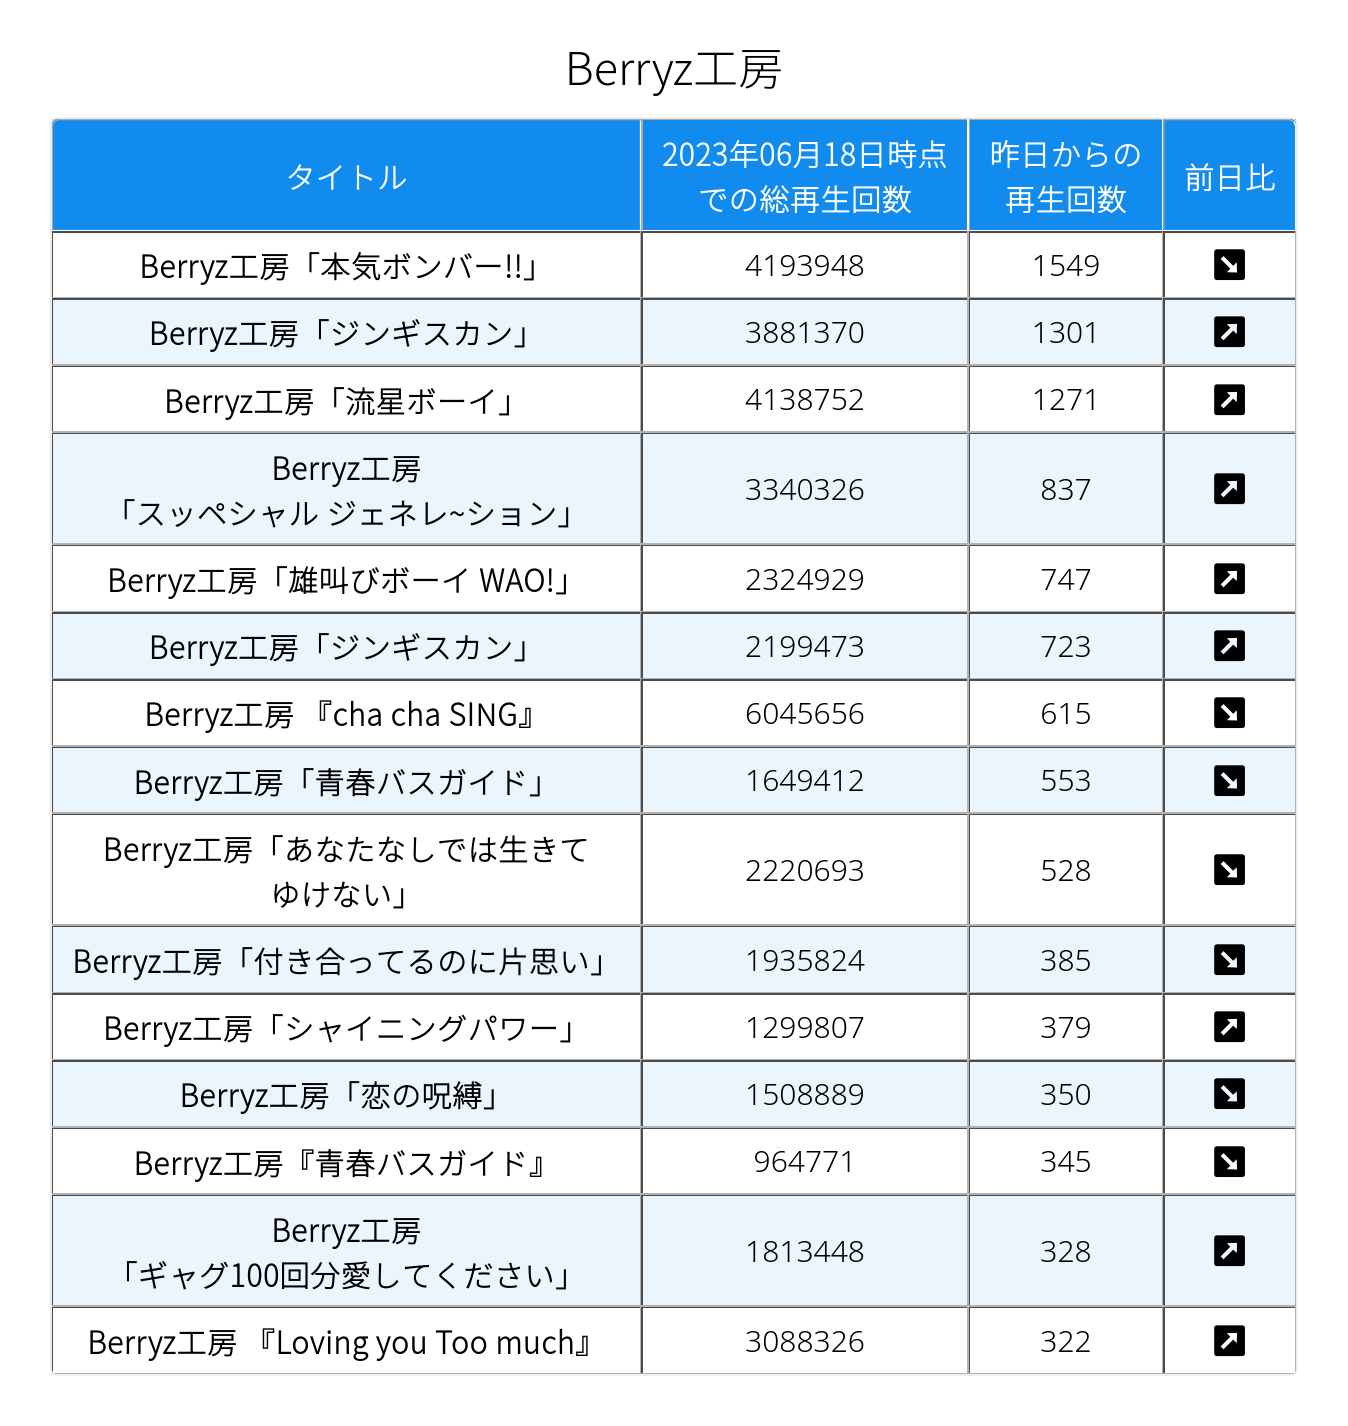 Berryz工房
タイトル
2023年06月18日時点
での総再生回数
昨日からの
再生回数
前日比
Berryz工房「本気ボンバー!!」 4193948 1549
Berryz工房「ジンギスカン」 3881370 1301
Berryz工房「流星ボーイ」 4138752 1271
Berryz工房
「スッペシャル ジェネレ~ション」 3340326 837
Berryz工房「雄叫びボーイ WAO!」 2324929 747
Berryz工房「ジンギスカン」 2199473 723
Berryz工房 『cha cha SING』 6045656 615
Berryz工房「青春バスガイド」 1649412 553
Berryz工房「あなたなしでは生きて
ゆけない」 2220693 528
Berryz工房「付き合ってるのに片思い」 1935824 385
Berryz工房「シャイニングパワー」 1299807 379
Berryz工房「恋の呪縛」 1508889 350
Berryz工房『青春バスガイド』 964771 345
Berryz工房
「ギャグ100回分愛してください」 1813448 328
Berryz工房 『Loving you Too much』 3088326 322